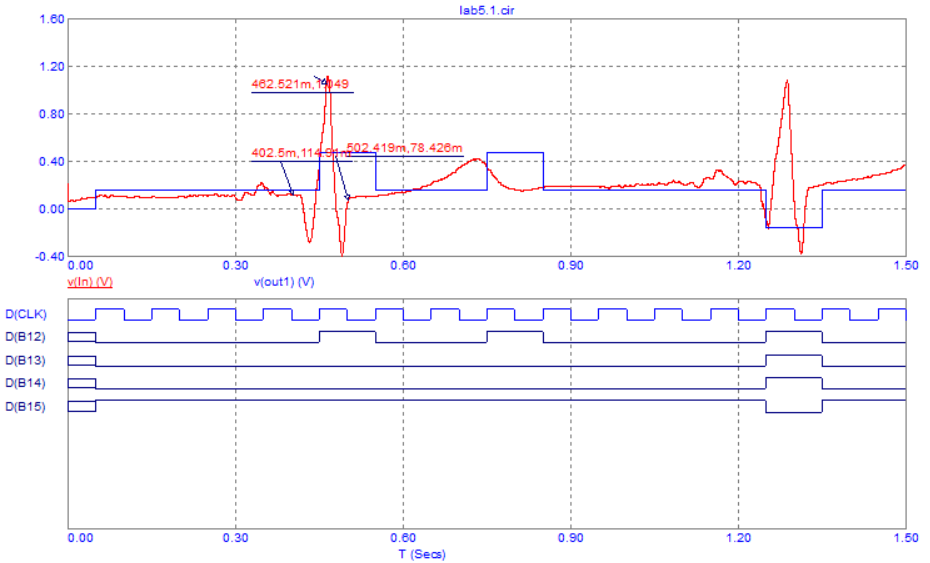 lab5.1.cir
1.60
1.20
462.521m,1.049
0.80
402.5m,114.91m
502.419m,78.426m
0.40
0.00
-0.40
0.00 0.30 0.60 0.90 1.20 1.50
v(In) (V) v(out1) (V)
D(CLK)
D(B12)
D(B13)
D(B14)
D(B15)
0.00 0.30 0.60 0.90 1.20 1.50
T (Secs)